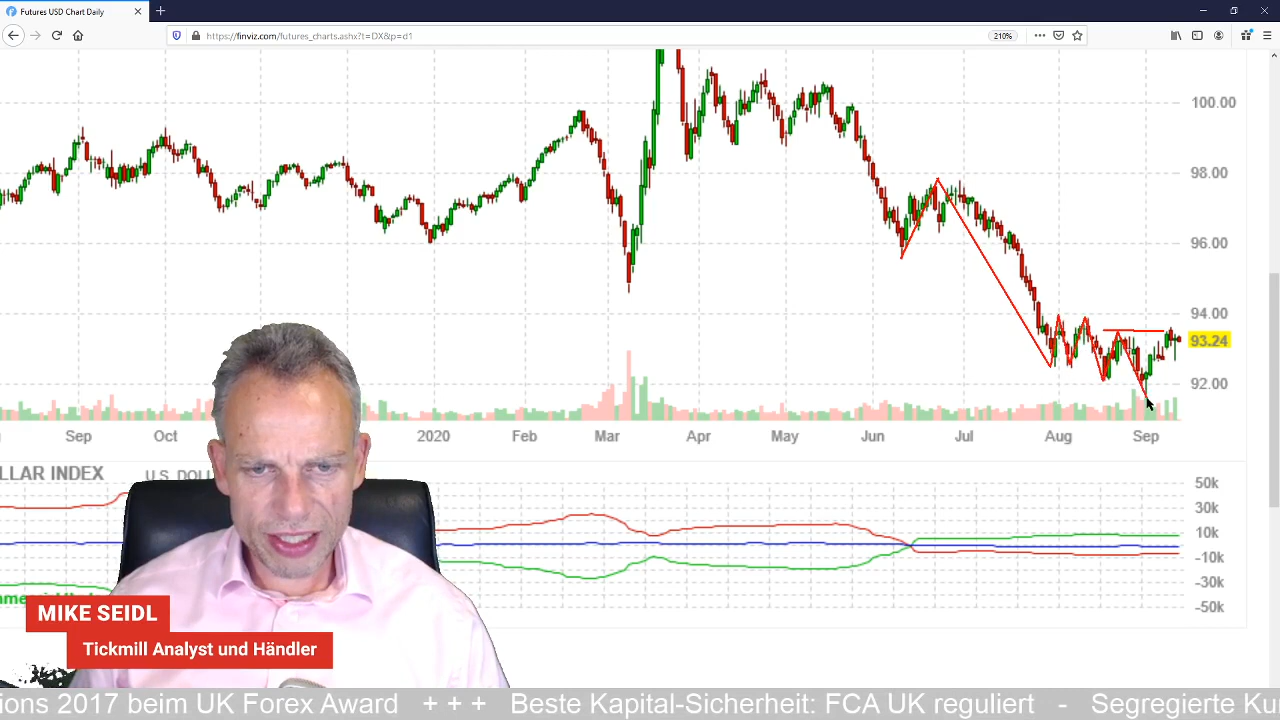 Futures USD Chart Daily
https://finviz.com/futures_charts.ashx?t=DX&p=d1
210%
100.00
98.00
96.00
94.00
93.24
92.00
Sep Oct 2020 Feb Mar Apr May Jun Jul Aug Sep
LLAR INDEX U.S. DOLL
50k
30k
10k
-10k
-30k
-50k
MIKE SEIDL
Tickmill Analyst und Händler
ions 2017 beim UK Forex Award + + + Beste Kapital-Sicherheit: FCA UK reguliert - Segregierte Ku